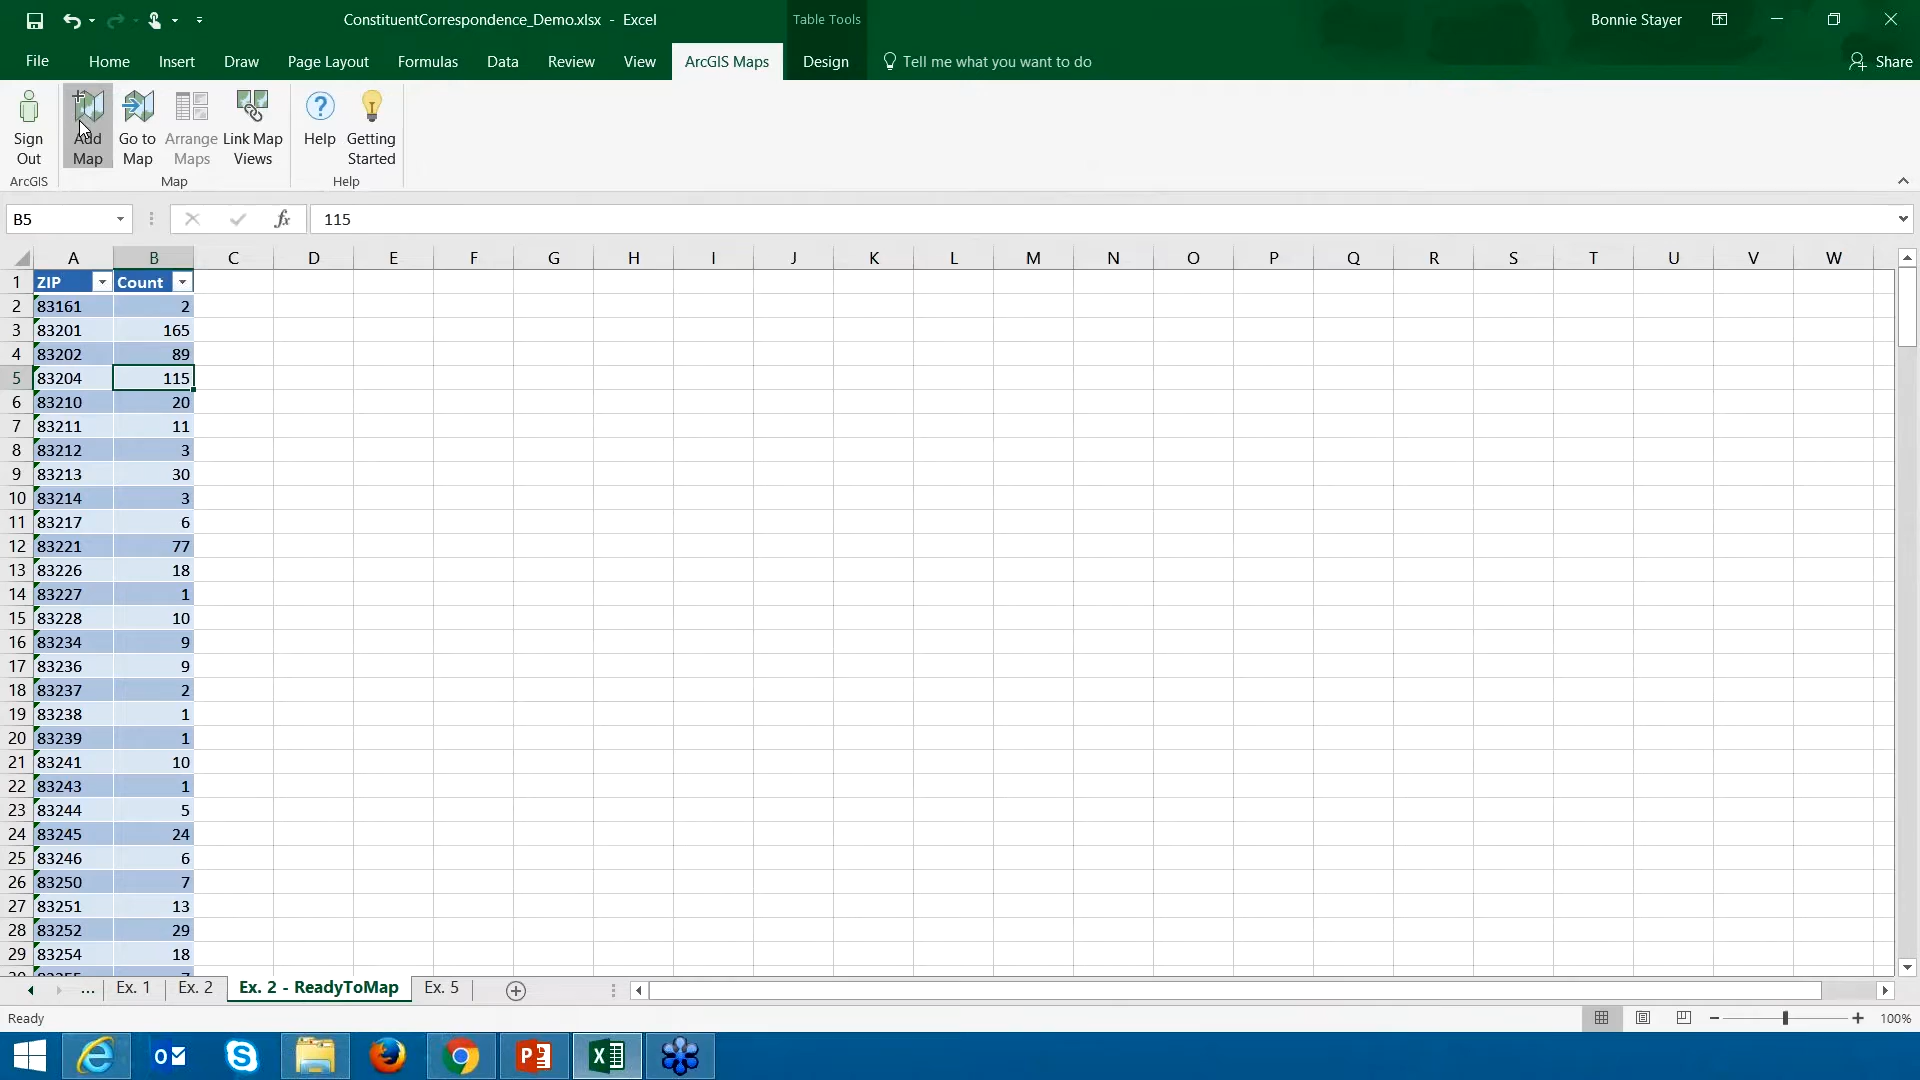 ConstituentCorrespondence_Demo.xlsx - Excel
Table Tools
Bonnie Stayer
File Home Insert Draw Page Layout Formulas Data Review View ArcGIS Maps Design Tell me what you want to do Share
Sign Out
Add Map
Go to Map
Arrange Maps
Link Map Views
Help
Getting Started
ArcGIS Map Help
B5 fx 115
A B C D E F G H I J K L M N O P Q R S T U V W
1 ZIP Count
2 83161 2
3 83201 165
4 83202 89
5 83204 115
6 83210 20
7 83211 11
8 83212 3
9 83213 30
10 83214 3
11 83217 6
12 83221 77
13 83226 18
14 83227 1
15 83228 10
16 83234 9
17 83236 9
18 83237 2
19 83238 1
20 83239 1
21 83241 10
22 83243 1
23 83244 5
24 83245 24
25 83246 6
26 83250 7
27 83251 13
28 83252 29
29 83254 18
... Ex. 1 Ex. 2 Ex. 2 - ReadyToMap Ex. 5
Ready 100%